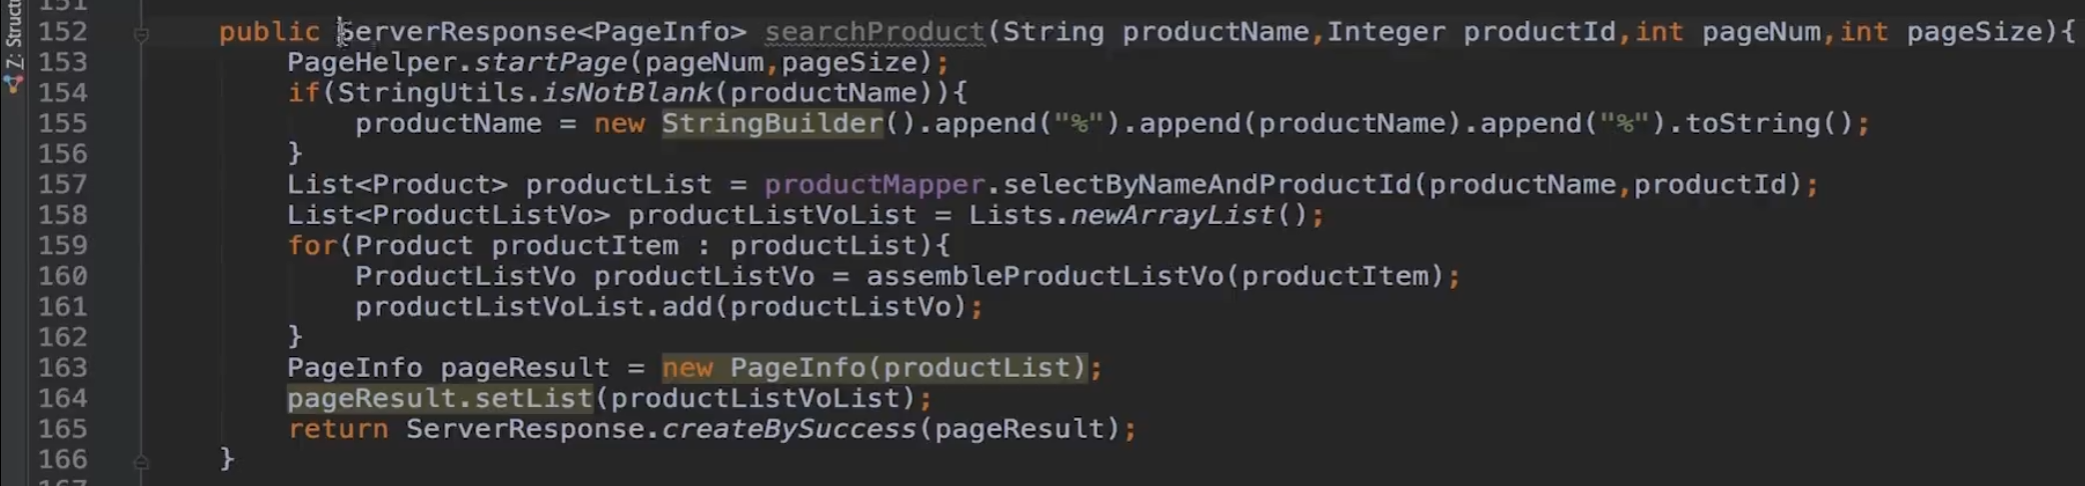 151
152 public ServerResponse<PageInfo> searchProduct(String productName,Integer productId,int pageNum,int pageSize){
153 PageHelper.startPage(pageNum,pageSize);
154 if(StringUtils.isNotBlank(productName)){
155 productName = new StringBuilder().append("%").append(productName).append("%").toString();
156 }
157 List<Product> productList = productMapper.selectByNameAndProductId(productName,productId);
158 List<ProductListVo> productListVoList = Lists.newArrayList();
159 for(Product productItem : productList){
160 ProductListVo productListVo = assembleProductListVo(productItem);
161 productListVoList.add(productListVo);
162 }
163 PageInfo pageResult = new PageInfo(productList);
164 pageResult.setList(productListVoList);
165 return ServerResponse.createBySuccess(pageResult);
166 }
167
Z: Struct